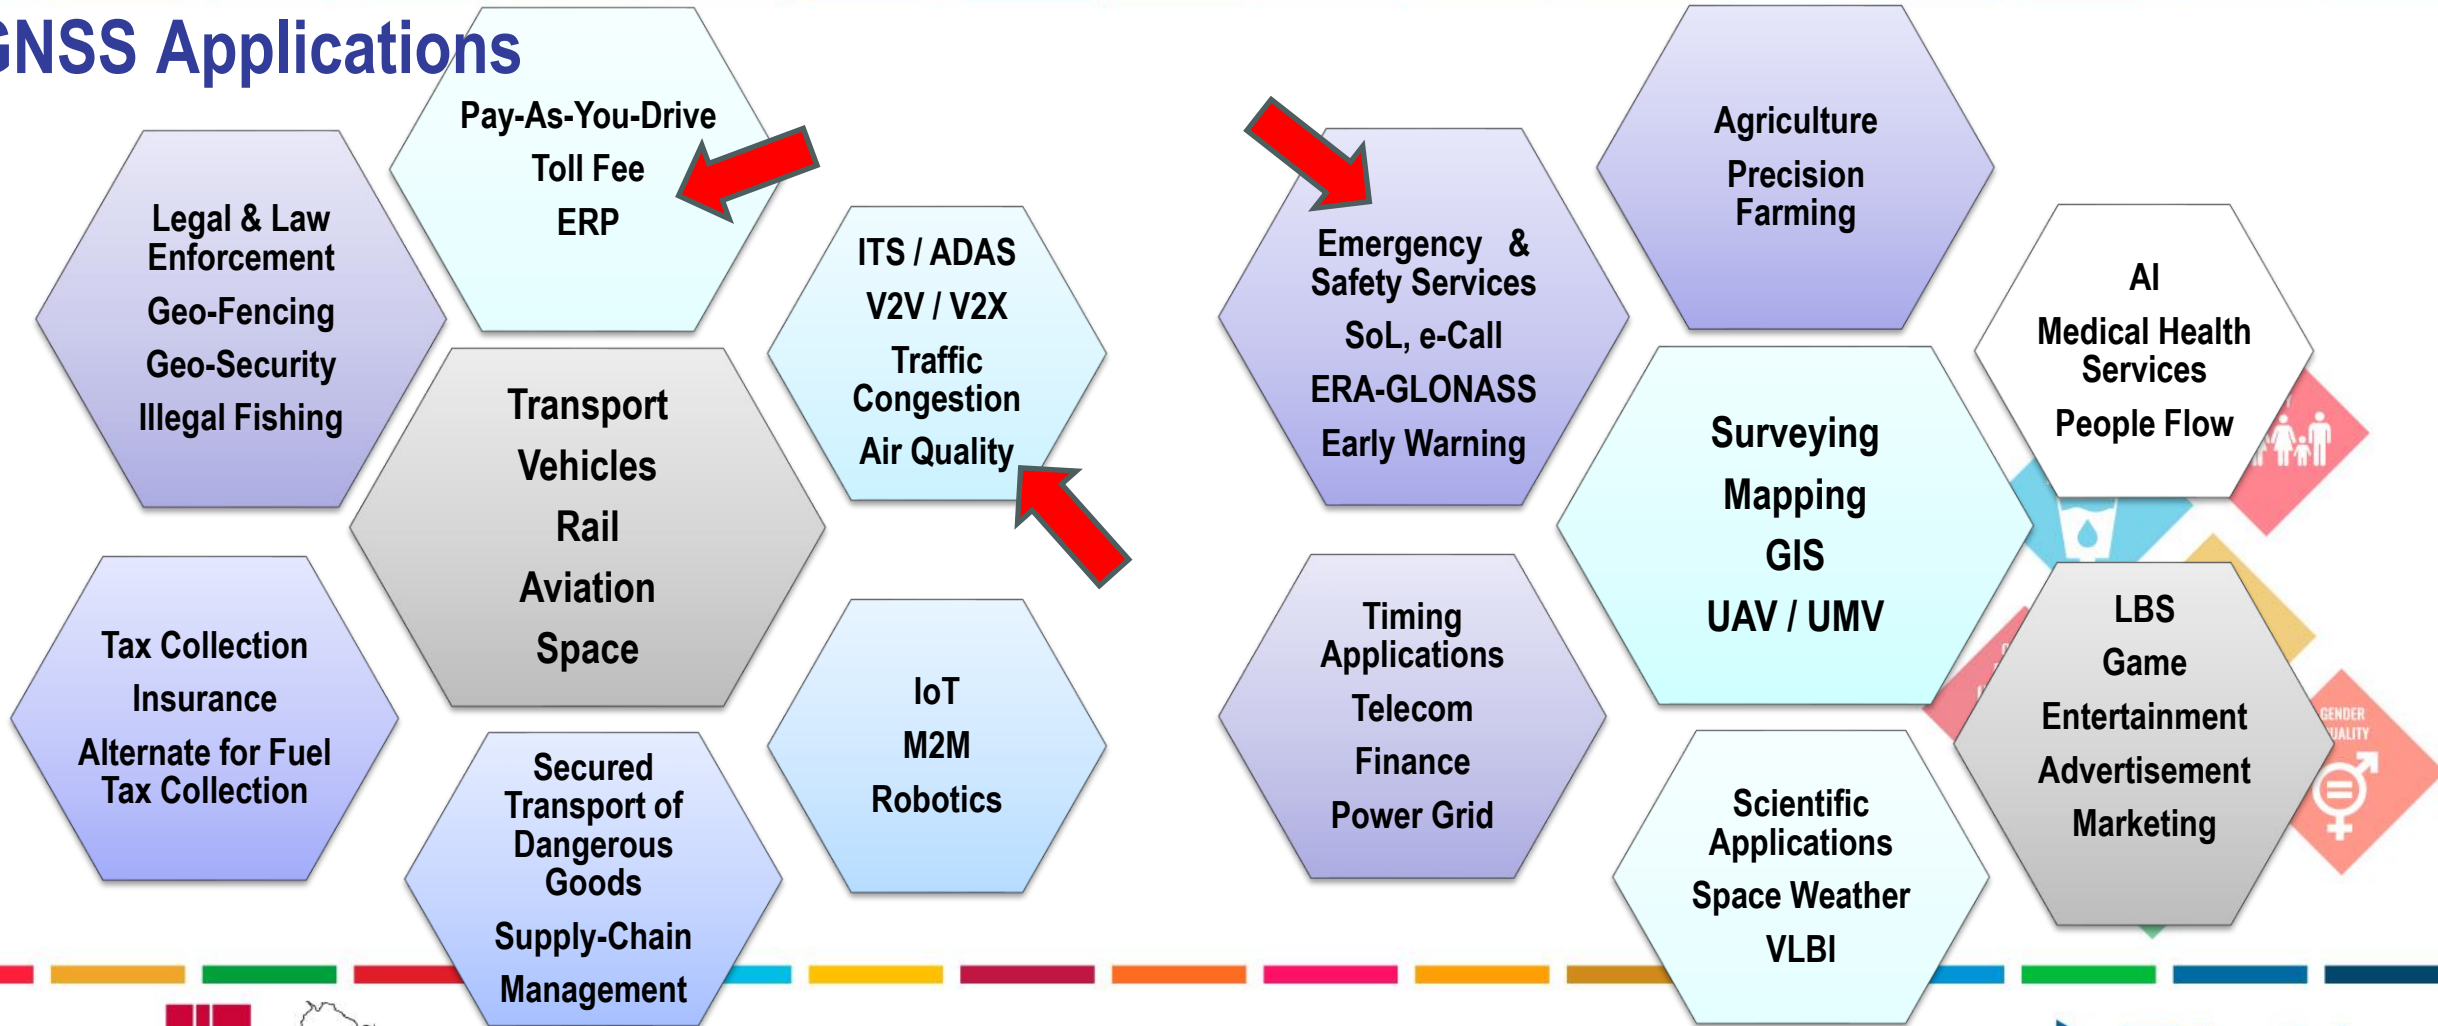 GNSS Applications
Pay-As-You-Drive
Toll Fee
ERP
Legal & Law
Enforcement
Geo-Fencing
Geo-Security
Illegal Fishing
ITS / ADAS
V2V / V2X
Traffic
Congestion
Air Quality
Transport
Vehicles
Rail
Aviation
Space
Tax Collection
Insurance
Alternate for Fuel
Tax Collection
Secured
Transport of
Dangerous
Goods
Supply-Chain
Management
IoT
M2M
Robotics
Emergency & 
Safety Services
SoL, e-Call
ERA-GLONASS
Early Warning
Agriculture
Precision
Farming
AI
Medical Health
Services
People Flow
Surveying
Mapping
GIS
UAV / UMV
Timing
Applications
Telecom
Finance
Power Grid
Scientific
Applications
Space Weather
VLBI
LBS
Game
Entertainment
Advertisement
Marketing
GENDER